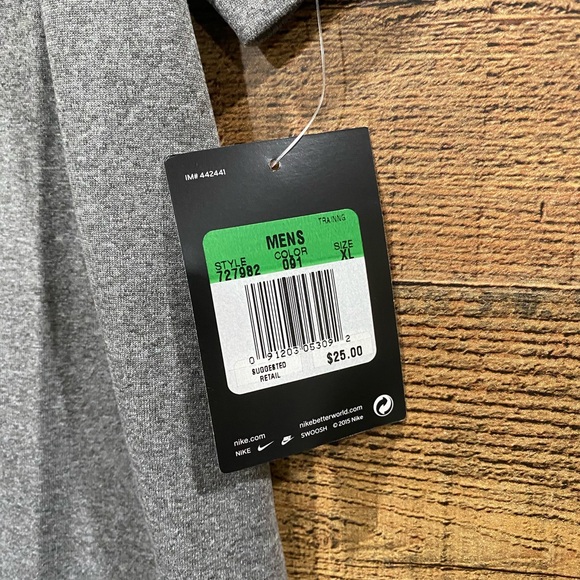 IM# 442441
TRAINNG
MENS
STYLE COLOR SIZE
727982 091 XL
0 91203 05309 2
SUGGESTED
RETAIL
$25.00
nike.com nikebetterworld.com
NIKE SWOOSH © 2015 Nike